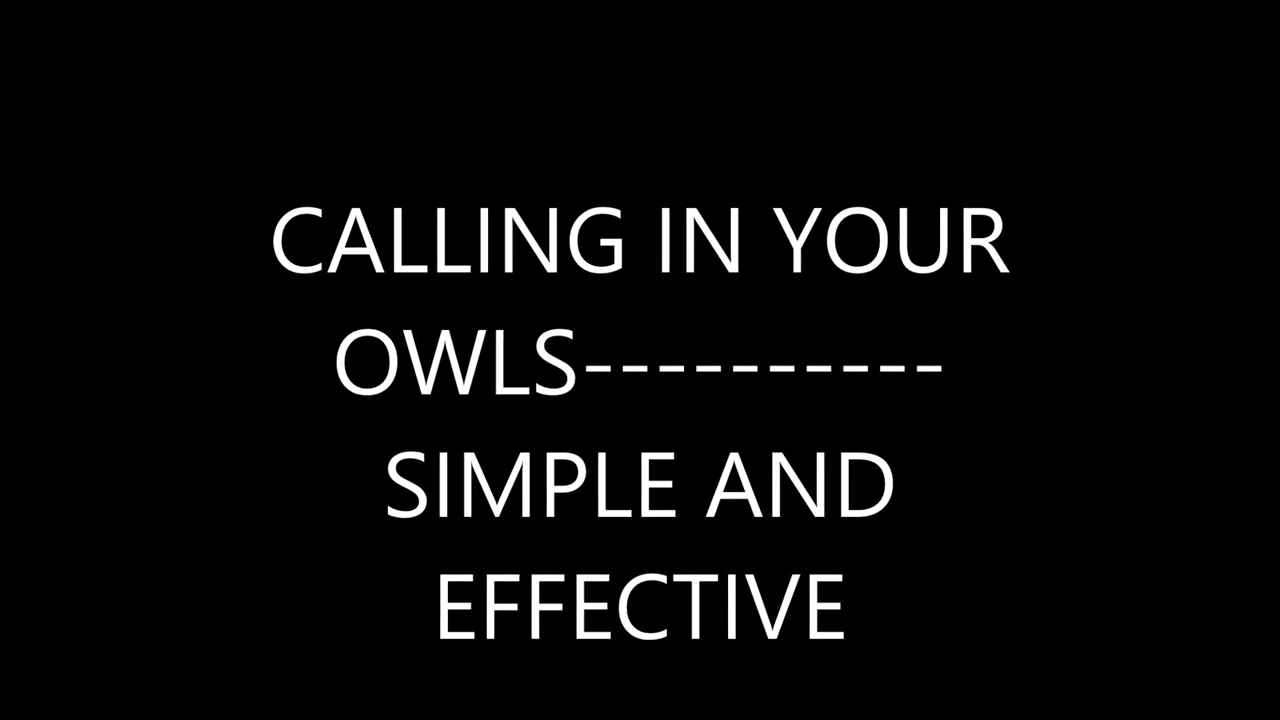 CALLING IN YOUR
OWLS----------
SIMPLE AND
EFFECTIVE